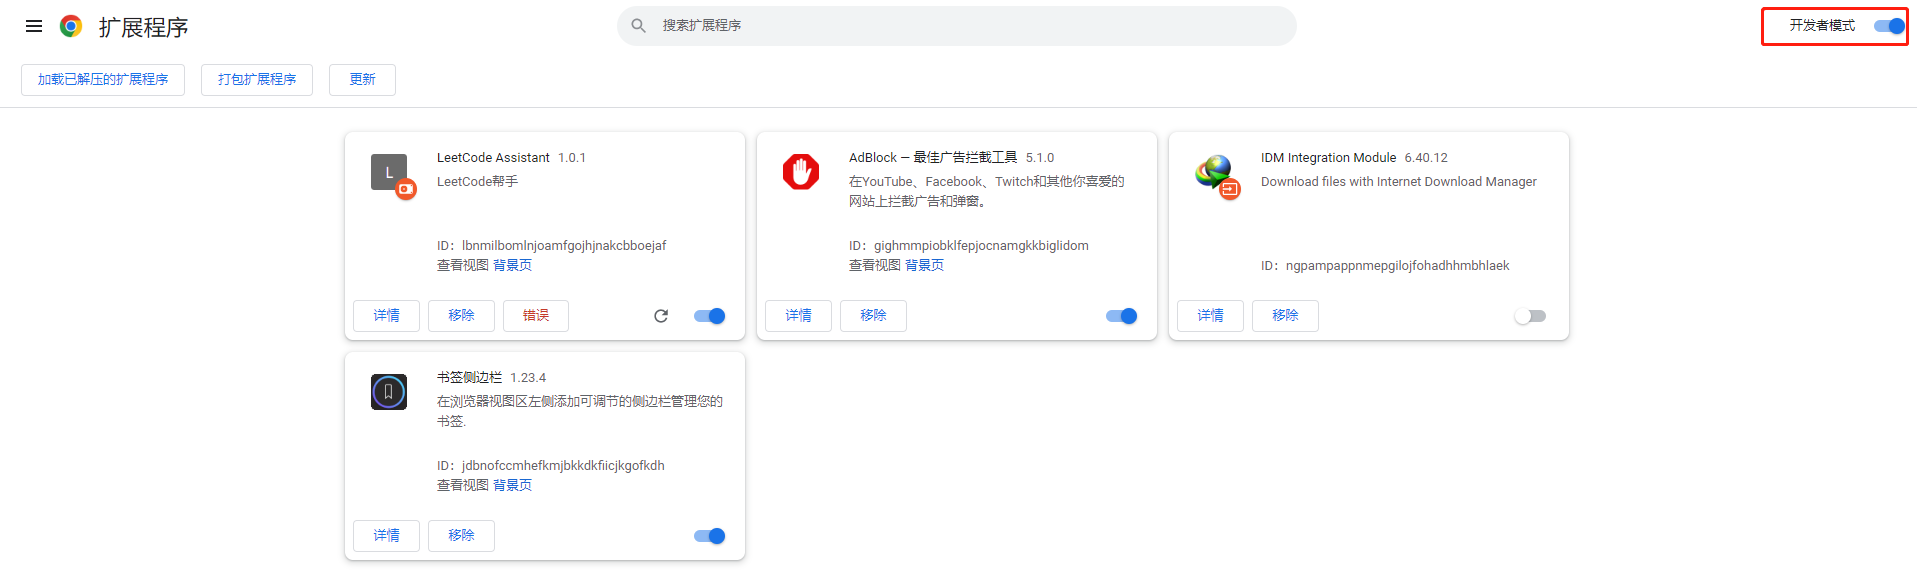 扩展程序
搜索扩展程序
开发者模式
加载已解压的扩展程序
打包扩展程序
更新
L
LeetCode Assistant 1.0.1
LeetCode帮手
ID：lbnmilbomlnjoamfgojhjnakcbboejaf
查看视图 背景页
详情
移除
错误
AdBlock — 最佳广告拦截工具 5.1.0
在YouTube、Facebook、Twitch和其他你喜爱的
网站上拦截广告和弹窗。
ID：gighmmpiobklfepjocnamgkkbiglidom
查看视图 背景页
详情
移除
IDM Integration Module 6.40.12
Download files with Internet Download Manager
ID：ngpampappnmepgilojfohadhhmbhlaek
详情
移除
书签侧边栏 1.23.4
在浏览器视图区左侧添加可调节的侧边栏管理您的
书签.
ID：jdbnofccmhefkmjbkkdkfiicjkgofkdh
查看视图 背景页
详情
移除